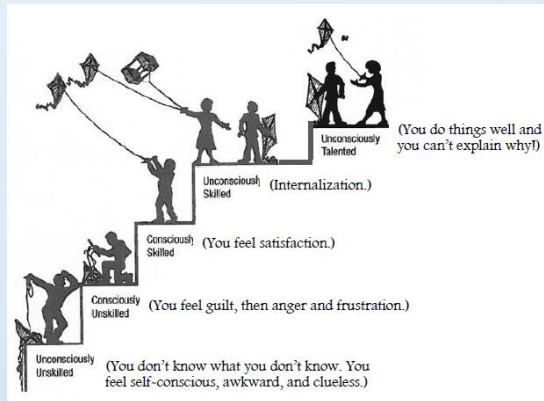 Unconsciously
Talented
(You do things well and
you can't explain why!)
Unconsciously
Skilled
(Internalization.)
Consciously
Skilled
(You feel satisfaction.)
Consciously
Unskilled
(You feel guilt, then anger and frustration.)
Unconsciously
Unskilled
(You don't know what you don't know. You
feel self-conscious, awkward, and clueless.)